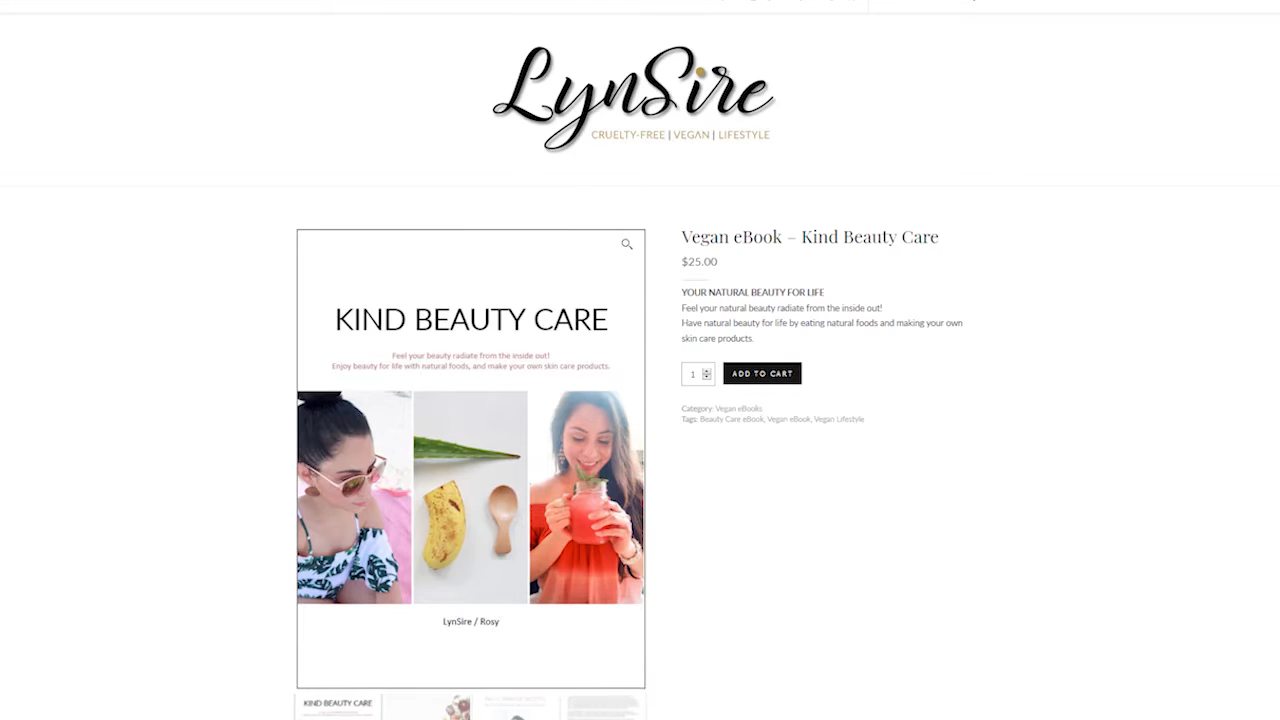 LynSire
CRUELTY-FREE | VEGAN | LIFESTYLE
KIND BEAUTY CARE
Feel your beauty radiate from the inside out!
Enjoy beauty for life with natural foods, and make your own skin care products.
LynSire / Rosy
KIND BEAUTY CARE
Vegan eBook – Kind Beauty Care
$25.00
YOUR NATURAL BEAUTY FOR LIFE
Feel your natural beauty radiate from the inside out!
Have natural beauty for life by eating natural foods and making your own
skin care products.
1
ADD TO CART
Category: Vegan eBooks
Tags: Beauty Care eBook, Vegan eBook, Vegan Lifestyle